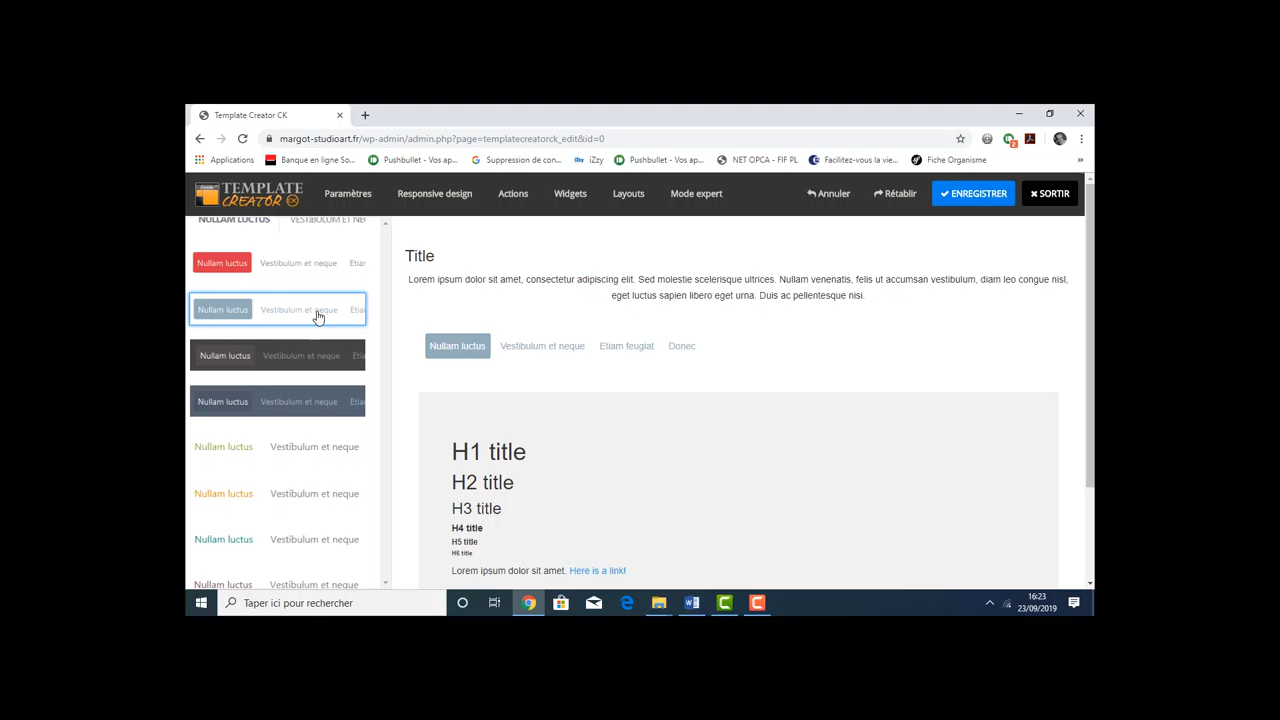 Template Creator CK
margot-studioart.fr/wp-admin/admin.php?page=templatecreatorck_edit&id=0
2
Applications Banque en ligne So... Pushbullet - Vos ap... Suppression de con... iZzy Pushbullet - Vos ap... NET OPCA - FIF PL Facilitez-vous la vie... Fiche Organisme »
TEMPLATE CREATOR CK
Paramètres Responsive design Actions Widgets Layouts Mode expert Annuler Rétablir ENREGISTRER SORTIR
NULLAM LUCTUS VESTIBULUM ET NEQ
Nullam luctus Vestibulum et neque Etian
Nullam luctus Vestibulum et neque Etia
Nullam luctus Vestibulum et neque Etia
Nullam luctus Vestibulum et neque Etia
Nullam luctus Vestibulum et neque
Nullam luctus Vestibulum et neque
Nullam luctus Vestibulum et neque
Nullam luctus Vestibulum et neque
Title
Lorem ipsum dolor sit amet, consectetur adipiscing elit. Sed molestie scelerisque ultrices. Nullam venenatis, felis ut accumsan vestibulum, diam leo congue nisl,
eget luctus sapien libero eget urna. Duis ac pellentesque nisi.
Nullam luctus Vestibulum et neque Etiam feugiat Donec
H1 title
H2 title
H3 title
H4 title
H5 title
H6 title
Lorem ipsum dolor sit amet. Here is a link!
Taper ici pour rechercher
16:23
23/09/2019